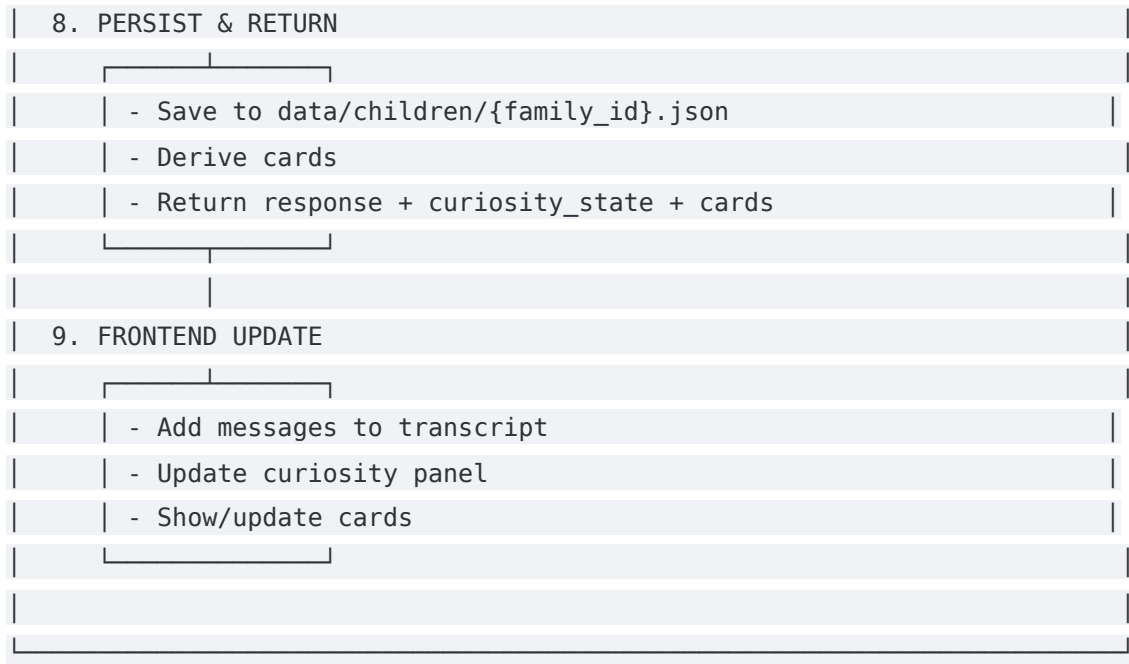 8. PERSIST & RETURN
- Save to data/children/{family_id}.json
- Derive cards
- Return response + curiosity_state + cards
9. FRONTEND UPDATE
- Add messages to transcript
- Update curiosity panel
- Show/update cards